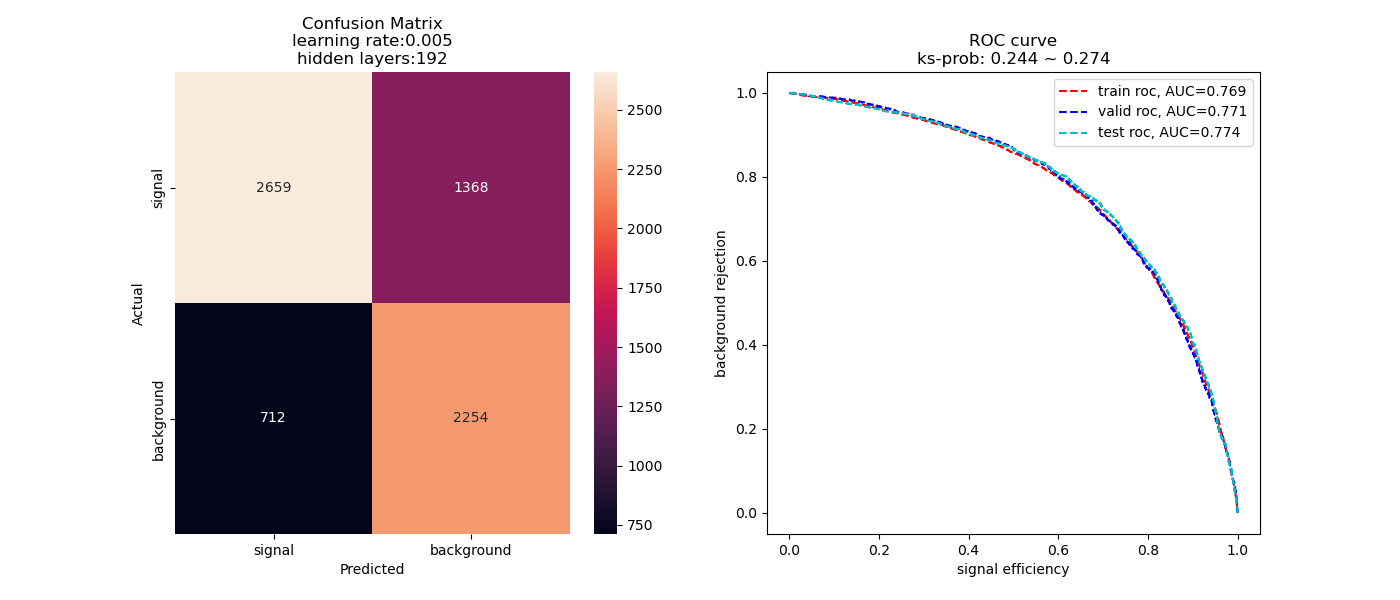 Confusion Matrix
learning rate:0.005
hidden layers:192
signal
background
Actual
2659
1368
712
2254
signal
background
Predicted
2500
2250
2000
1750
1500
1250
1000
750
ROC curve
ks-prob: 0.244 ~ 0.274
train roc, AUC=0.769
valid roc, AUC=0.771
test roc, AUC=0.774
background rejection
1.0
0.8
0.6
0.4
0.2
0.0
0.0
0.2
0.4
0.6
0.8
1.0
signal efficiency